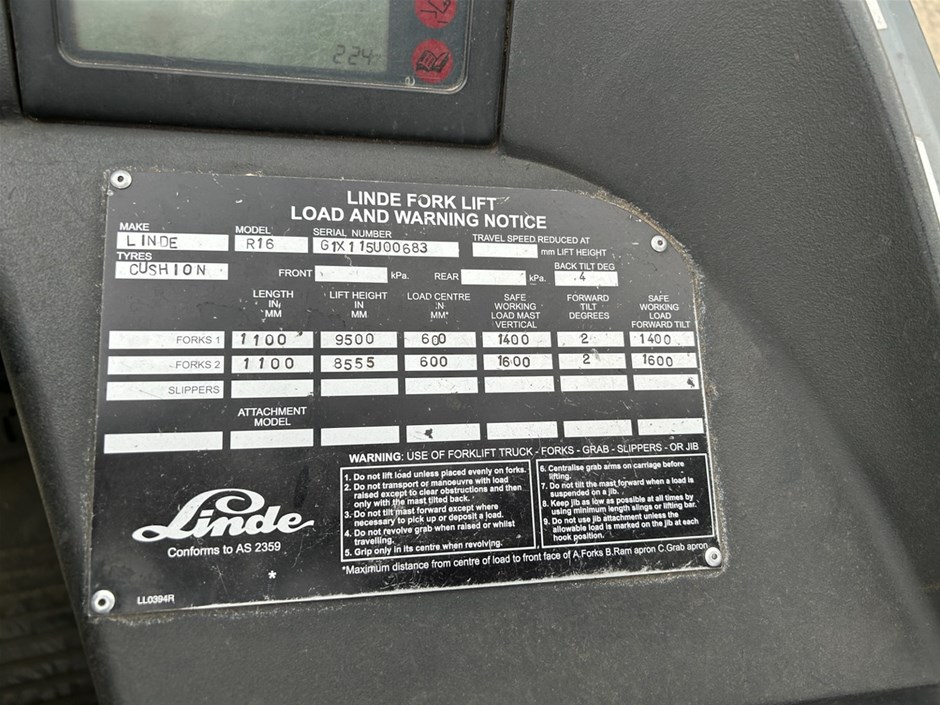 224
LINDE FORK LIFT
LOAD AND WARNING NOTICE
MAKE MODEL SERIAL NUMBER TRAVEL SPEED REDUCED AT
LINDE R16 G1X115U00683 mm LIFT HEIGHT
TYRES BACK TILT DEG
CUSHION FRONT kPa. REAR kPa. 4
LENGTH IN MM LIFT HEIGHT IN MM LOAD CENTRE IN MM* SAFE WORKING LOAD MAST VERTICAL FORWARD TILT DEGREES SAFE WORKING LOAD FORWARD TILT
FORKS 1 1100 9500 600 1400 2 1400
FORKS 2 1100 8555 600 1600 2 1600
SLIPPERS
ATTACHMENT
MODEL
WARNING: USE OF FORKLIFT TRUCK - FORKS - GRAB - SLIPPERS - OR JIB
1. Do not lift load unless placed evenly on forks.
2. Do not transport or manoeuvre with load
raised except to clear obstructions and then
only with the mast tilted back.
3. Do not tilt mast forward except where
necessary to pick up or deposit a load.
4. Do not revolve grab when raised or whilst
travelling.
5. Grip only in its centre when revolving.
6. Centralise grab arms on carriage before
lifting.
7. Do not tilt the mast forward when a load is
suspended on a jib.
8. Keep jib as low as possible at all times by
using minimum length slings or lifting bar.
9. Do not use jib attachment unless the
allowable load is marked on the jib at each
hook position.
*Maximum distance from centre of load to front face of A.Forks B.Ram apron C.Grab apron
Linde
Conforms to AS 2359
*
LL0394R